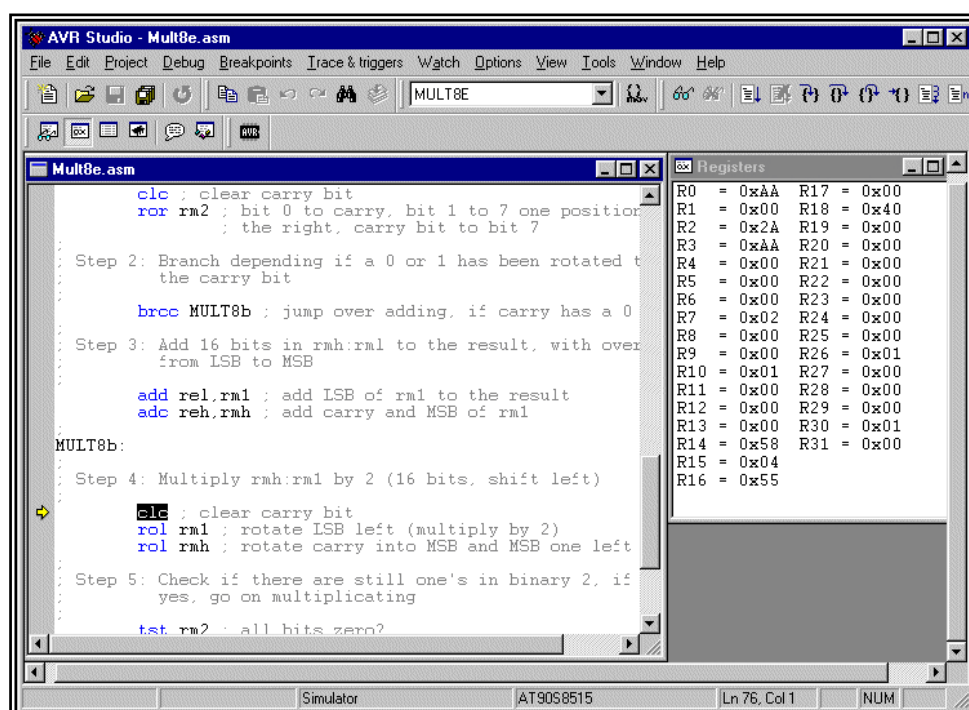 AVR Studio - Mult8e.asm
File Edit Project Debug Breakpoints Trace & triggers Watch Options View Tools Window Help
MULT8E
AVR
Mult8e.asm
clc ; clear carry bit
ror rm2 ; bit 0 to carry, bit 1 to 7 one position
; the right, carry bit to bit 7
;
; Step 2: Branch depending if a 0 or 1 has been rotated t
; the carry bit
;
brcc MULT8b ; jump over adding, if carry has a 0
;
; Step 3: Add 16 bits in rmh:rml to the result, with over
; from LSB to MSB
;
add rel,rm1 ; add LSB of rm1 to the result
adc reh,rmh ; add carry and MSB of rm1
;
MULT8b:
;
; Step 4: Multiply rmh:rm1 by 2 (16 bits, shift left)
;
clc ; clear carry bit
rol rm1 ; rotate LSB left (multiply by 2)
rol rmh ; rotate carry into MSB and MSB one left
;
; Step 5: Check if there are still one's in binary 2, if
; yes, go on multiplicating
;
tst rm2 ; all bits zero?
Registers
R0 = 0xAA R17 = 0x00
R1 = 0x00 R18 = 0x40
R2 = 0x2A R19 = 0x00
R3 = 0xAA R20 = 0x00
R4 = 0x00 R21 = 0x00
R5 = 0x00 R22 = 0x00
R6 = 0x00 R23 = 0x00
R7 = 0x02 R24 = 0x00
R8 = 0x00 R25 = 0x00
R9 = 0x00 R26 = 0x01
R10 = 0x01 R27 = 0x00
R11 = 0x00 R28 = 0x00
R12 = 0x00 R29 = 0x00
R13 = 0x00 R30 = 0x01
R14 = 0x58 R31 = 0x00
R15 = 0x04
R16 = 0x55
Simulator AT90S8515 Ln 76, Col 1 NUM